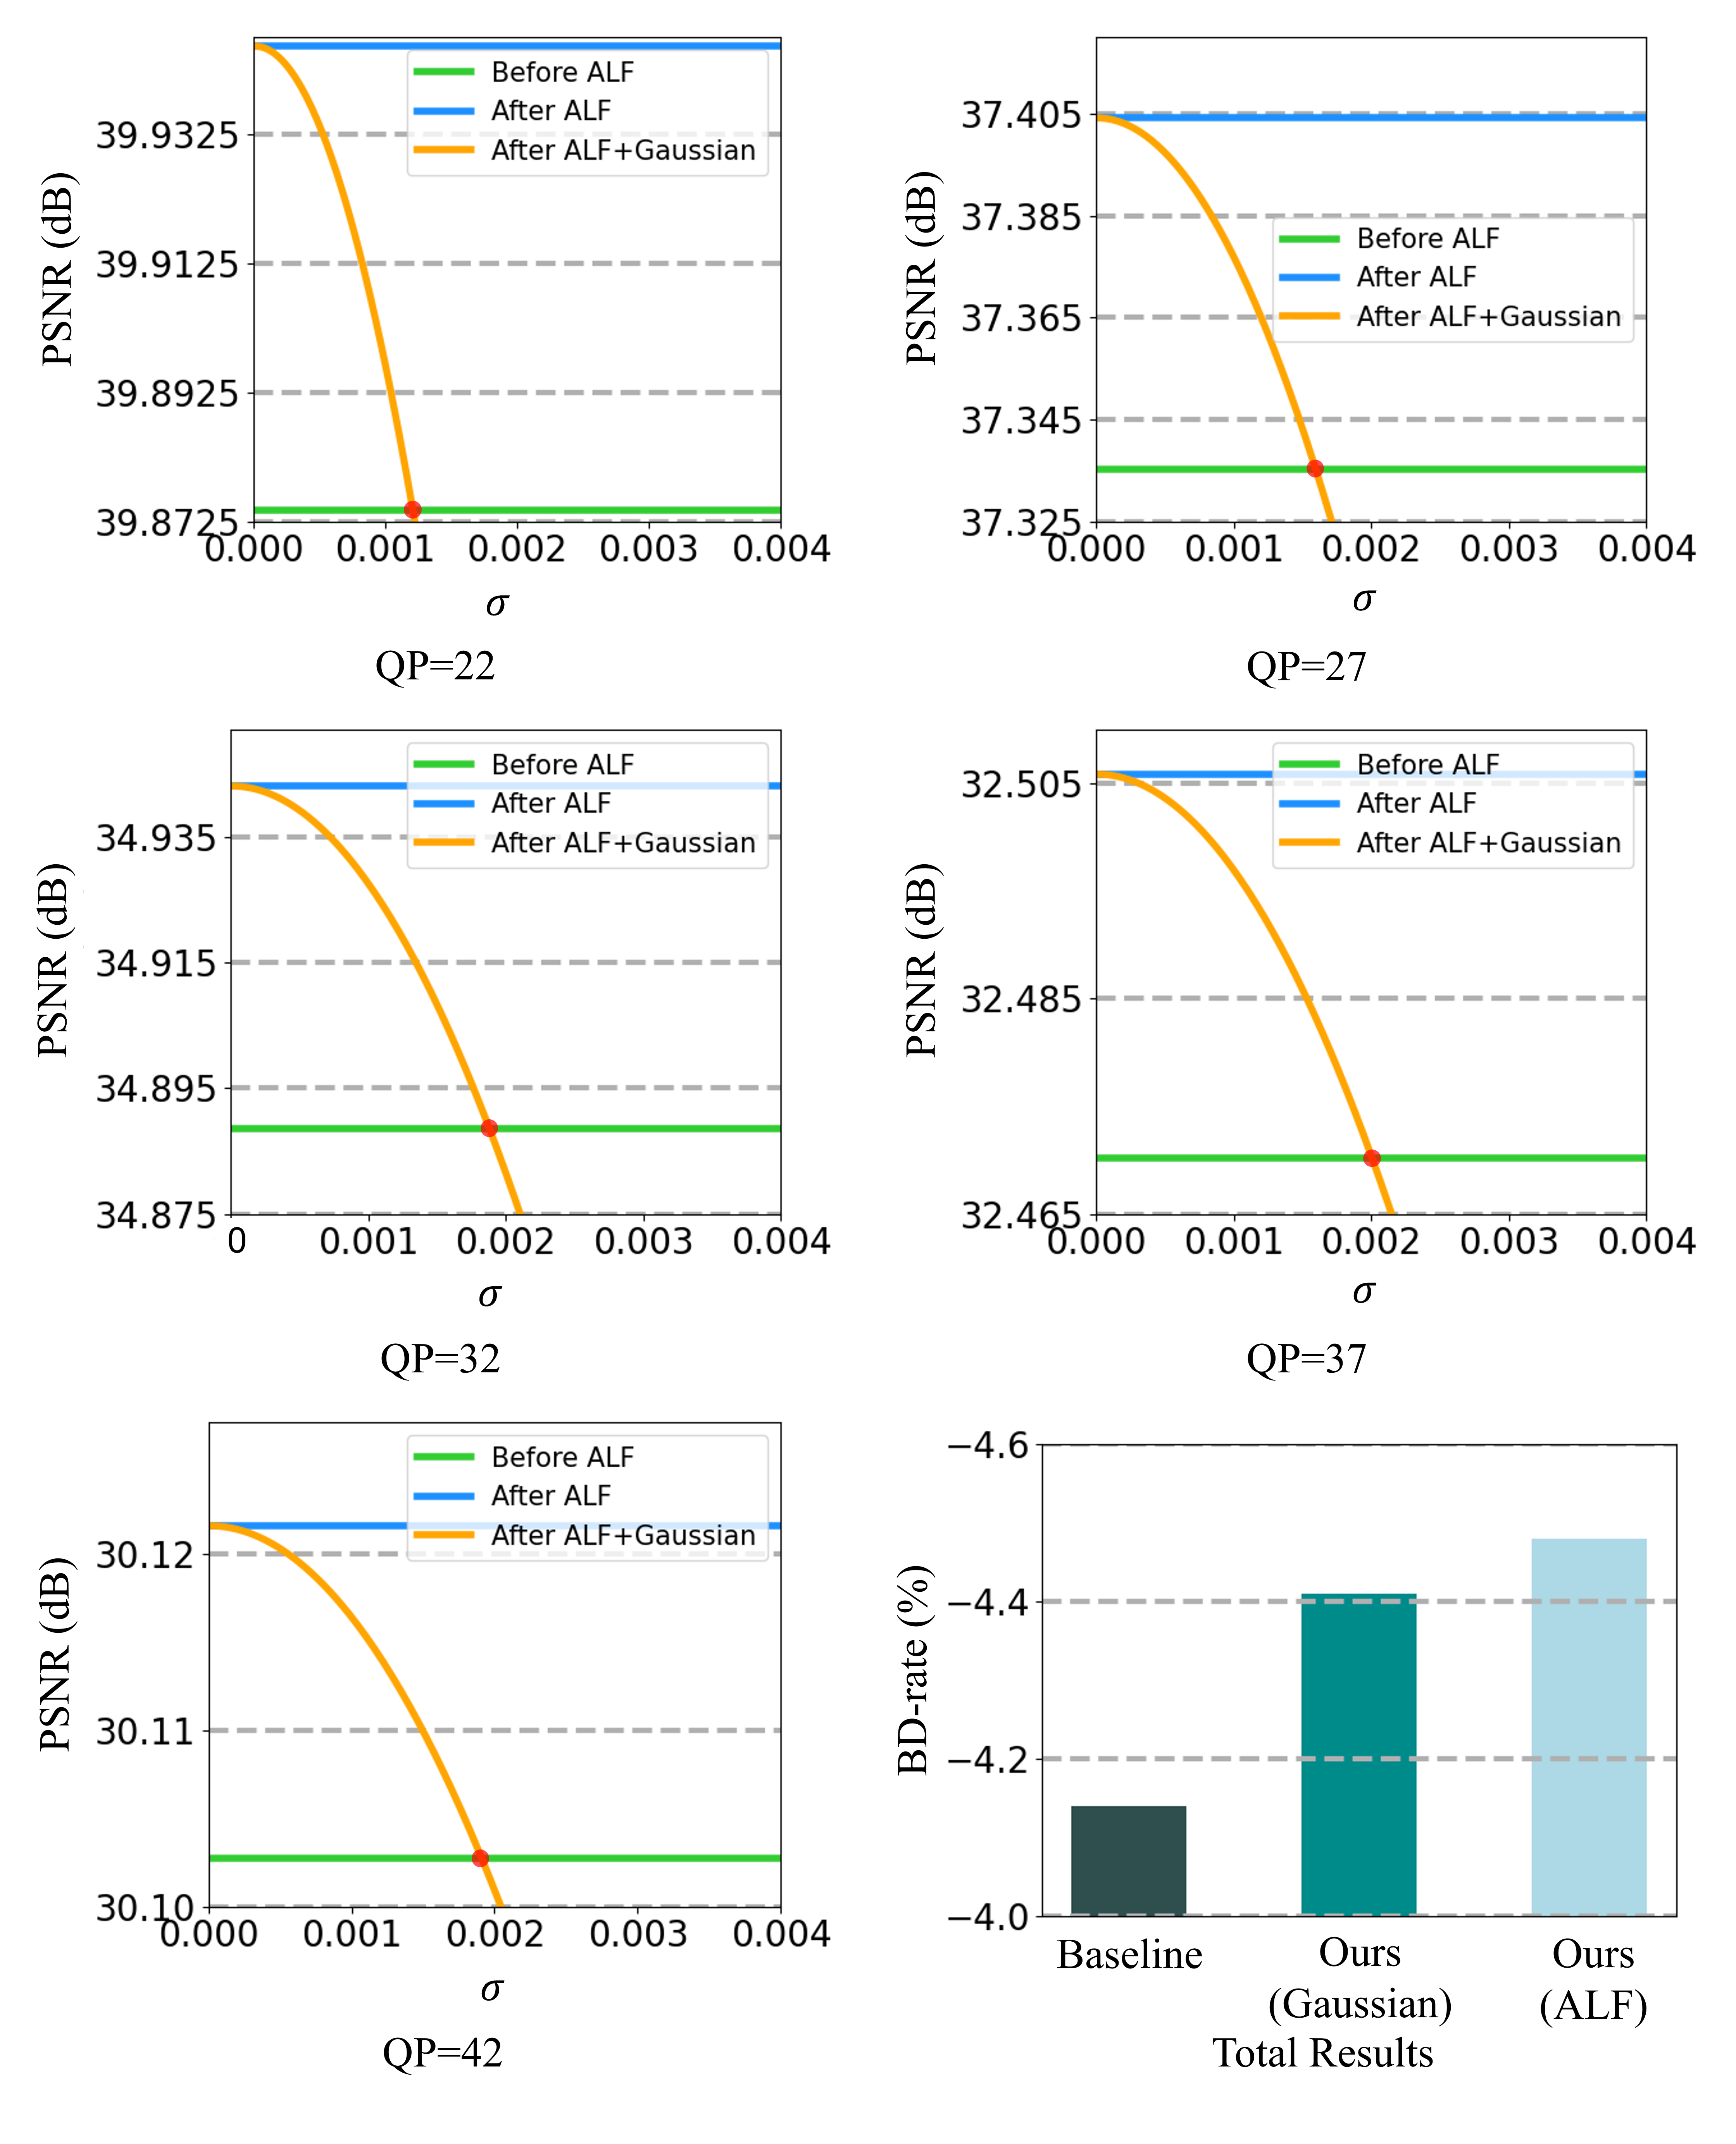 PSNR (dB)
39.9325
39.9125
39.8925
39.8725
Before ALF
After ALF
After ALF+Gaussian
0.000 0.001 0.002 0.003 0.004
σ
QP=22
PSNR (dB)
37.405
37.385
37.365
37.345
37.325
Before ALF
After ALF
After ALF+Gaussian
0.000 0.001 0.002 0.003 0.004
σ
QP=27
PSNR (dB)
34.935
34.915
34.895
34.875
Before ALF
After ALF
After ALF+Gaussian
0 0.001 0.002 0.003 0.004
σ
QP=32
PSNR (dB)
32.505
32.485
32.465
Before ALF
After ALF
After ALF+Gaussian
0.000 0.001 0.002 0.003 0.004
σ
QP=37
PSNR (dB)
30.12
30.11
30.10
Before ALF
After ALF
After ALF+Gaussian
0.000 0.001 0.002 0.003 0.004
σ
QP=42
BD-rate (%)
−4.6
−4.4
−4.2
−4.0
Baseline
Ours
(Gaussian)
Ours
(ALF)
Total Results